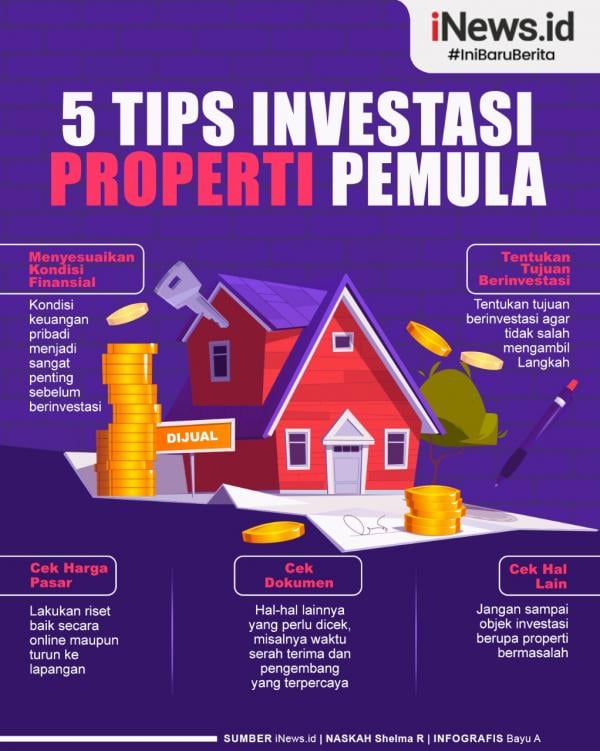 iNews.id
#IniBaruBerita
5 TIPS INVESTASI
PROPERTI PEMULA
Menyesuaikan
Kondisi
Finansial
Kondisi
keuangan
pribadi
menjadi
sangat
penting
sebelum
berinvestasi
Tentukan
Tujuan
Berinvestasi
Tentukan tujuan
berinvestasi agar
tidak salah
mengambil
Langkah
DIJUAL
Cek Harga
Pasar
Lakukan riset
baik secara
online maupun
turun ke
lapangan
Cek
Dokumen
Hal-hal lainnya
yang perlu dicek,
misalnya waktu
serah terima dan
pengembang
yang terpercaya
Cek Hal
Lain
Jangan sampai
objek investasi
berupa properti
bermasalah
SUMBER iNews.id | NASKAH Shelma R | INFOGRAFIS Bayu A